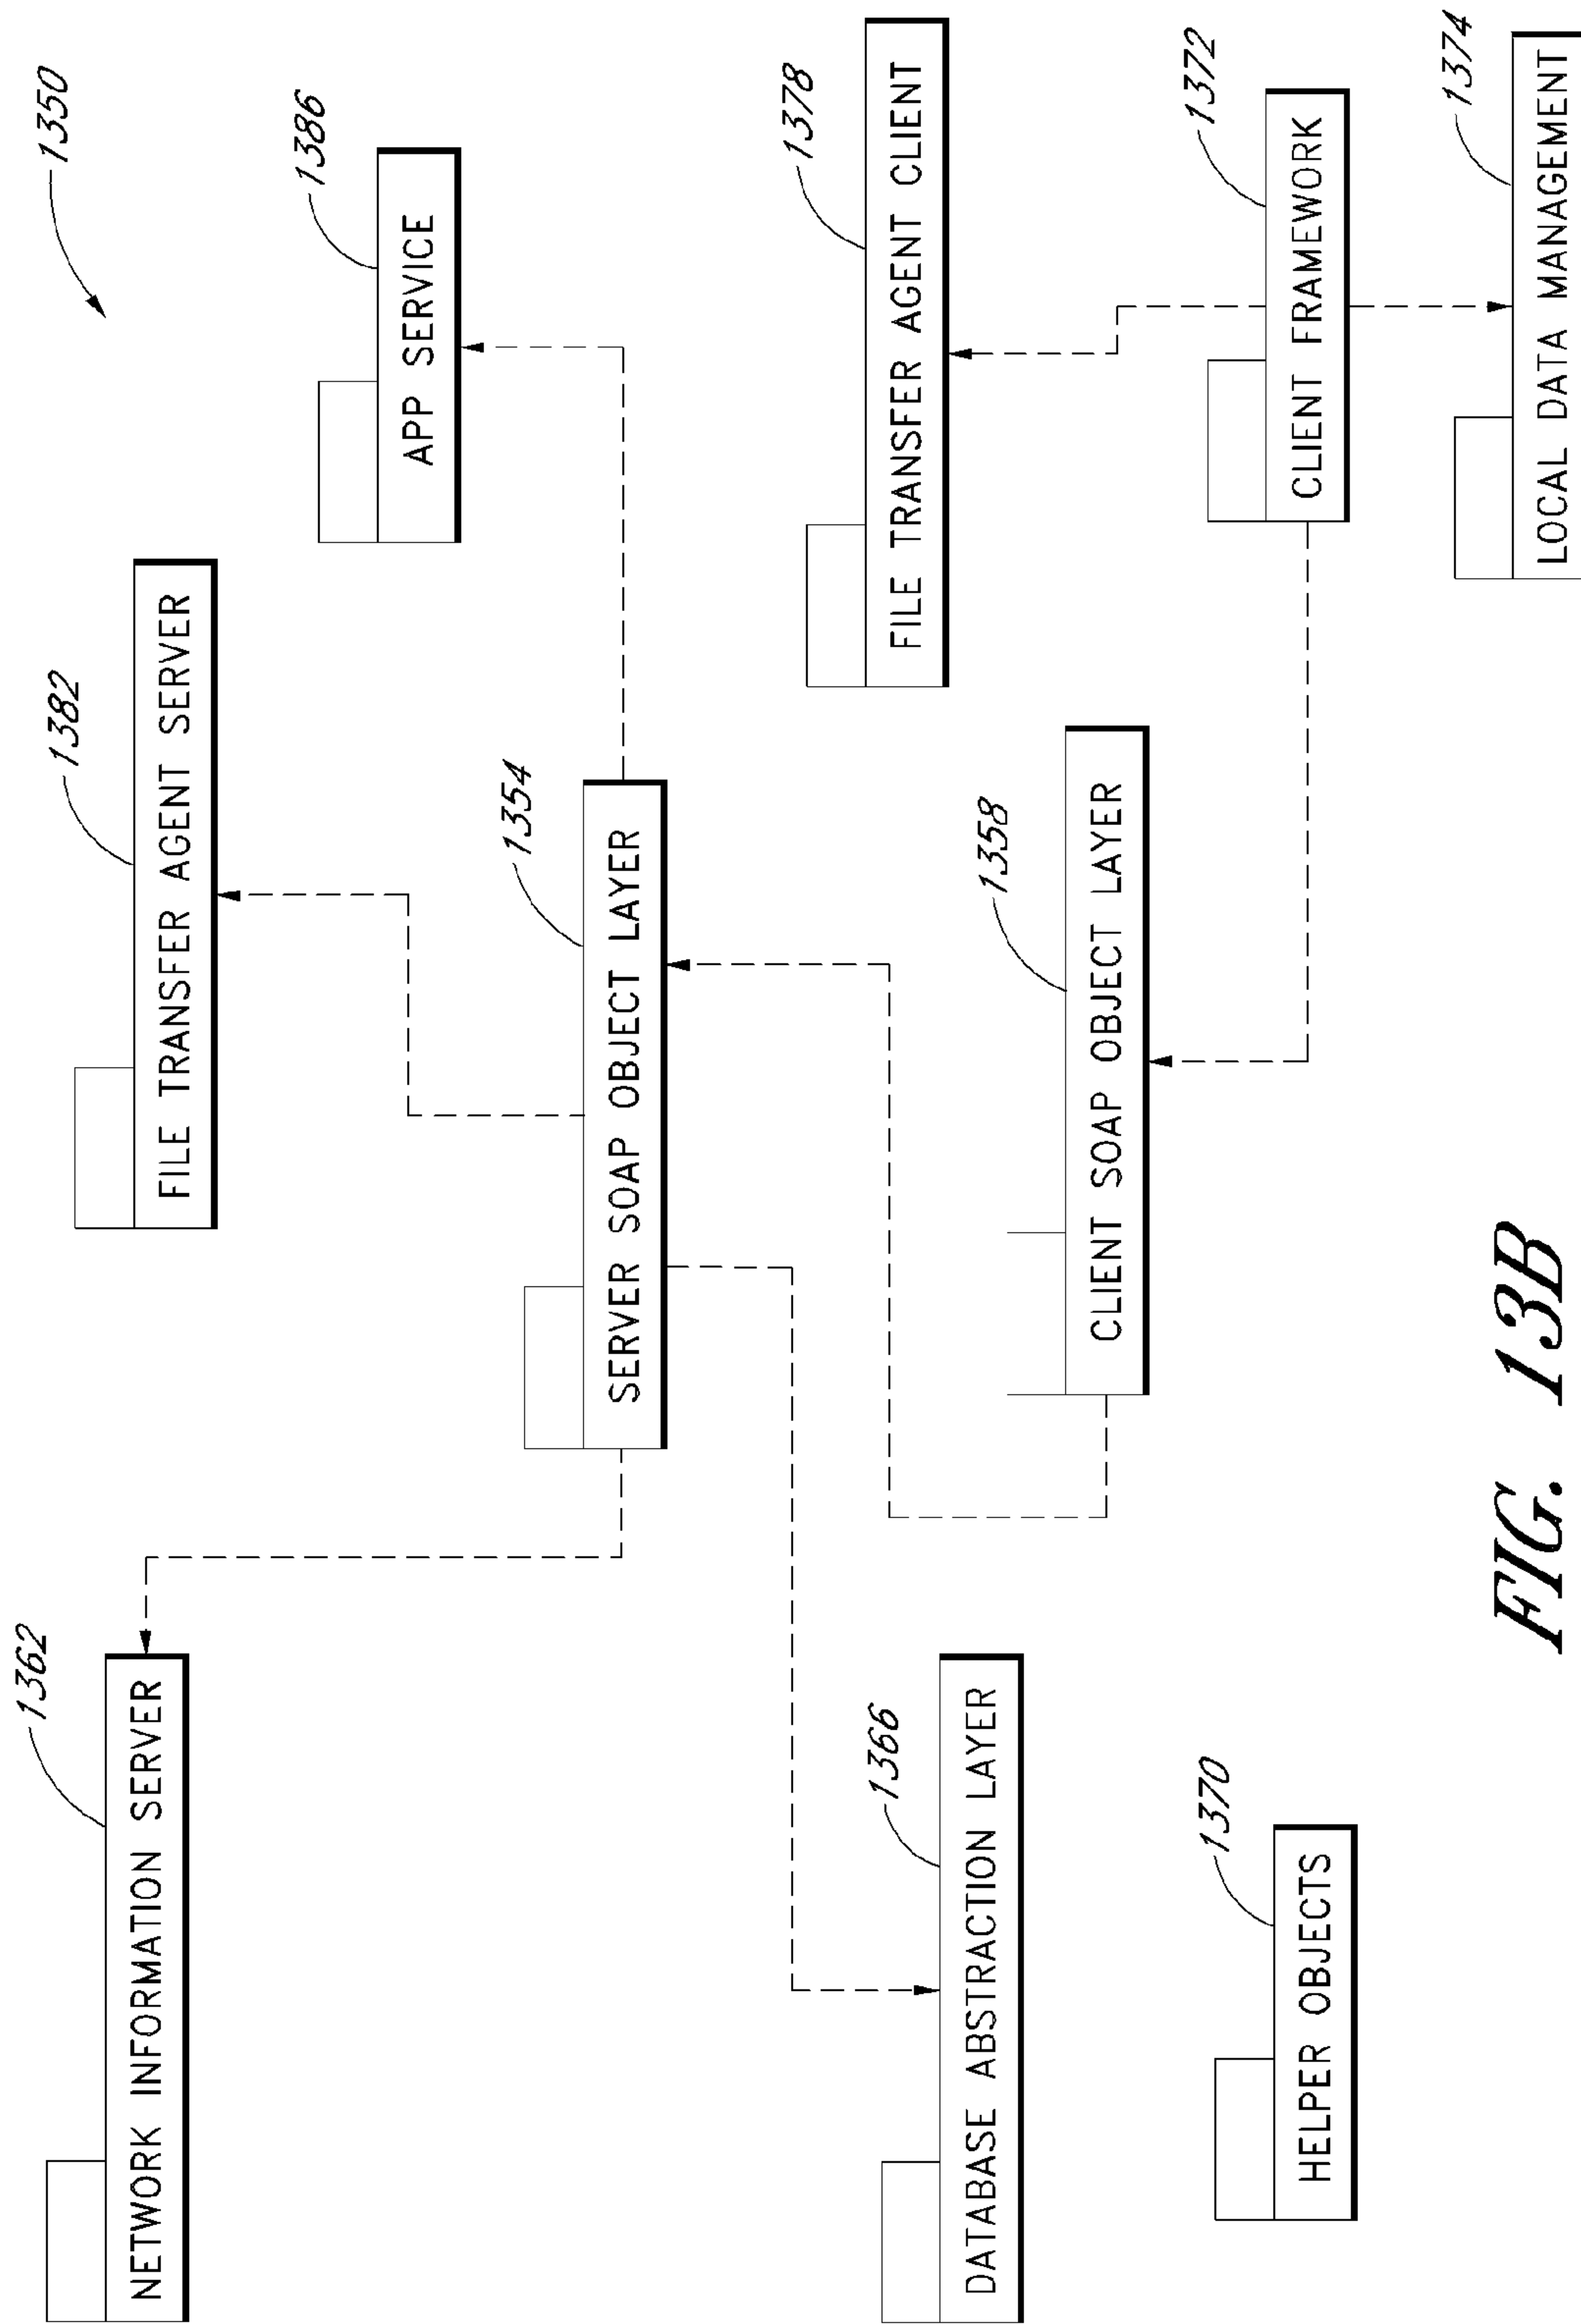 1350
1362
NETWORK INFORMATION SERVER
1382
FILE TRANSFER AGENT SERVER
1386
APP SERVICE
1354
SERVER SOAP OBJECT LAYER
1366
DATABASE ABSTRACTION LAYER
1358
CLIENT SOAP OBJECT LAYER
1378
FILE TRANSFER AGENT CLIENT
1370
HELPER OBJECTS
1372
CLIENT FRAMEWORK
1374
LOCAL DATA MANAGEMENT
FIG. 13B